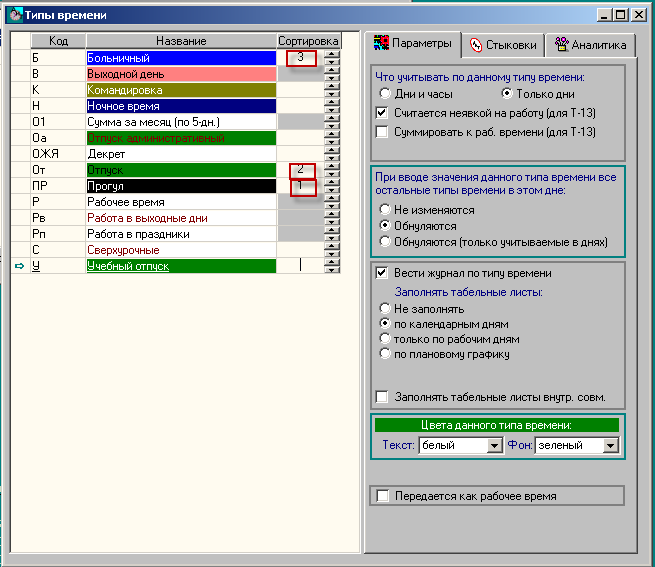 Типы времени
Код Название Сортировка
Б Больничный 3
В Выходной день
К Командировка
Н Ночное время
О1 Сумма за месяц (по 5-дн.)
Оа Отпуск административный
ОЖЯ Декрет
От Отпуск 2
ПР Прогул 1
Р Рабочее время
Рв Работа в выходные дни
Рп Работа в праздники
С Сверхурочные
У Учебный отпуск
Параметры Стыковки Аналитика
Что учитывать по данному типу времени:
Дни и часы Только дни
Считается неявкой на работу (для Т-13)
Суммировать к раб. времени (для Т-13)
При вводе значения данного типа времени все
остальные типы времени в этом дне:
Не изменяются
Обнуляются
Обнуляются (только учитываемые в днях)
Вести журнал по типу времени
Заполнять табельные листы:
Не заполнять
по календарным дням
только по рабочим дням
по плановому графику
Заполнять табельные листы внутр. совм.
Цвета данного типа времени:
Текст: белый Фон: зеленый
Передается как рабочее время